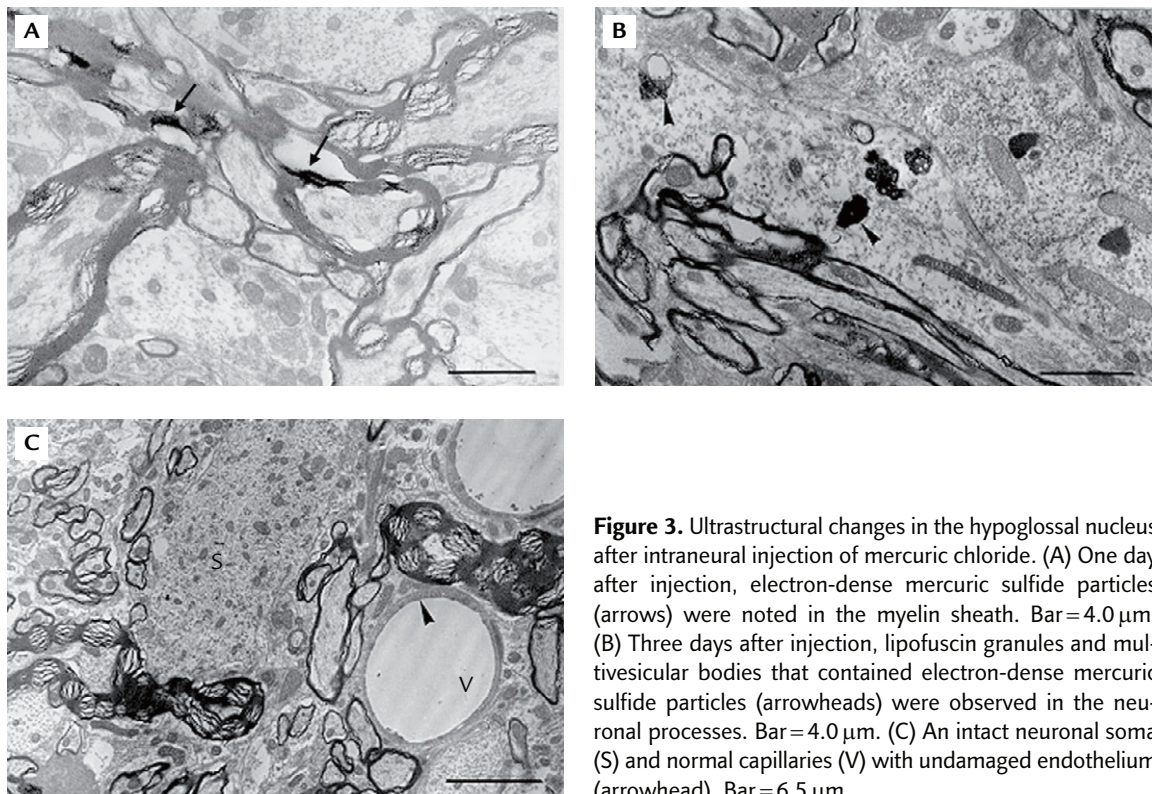 A
B
C
S
V
Figure 3. Ultrastructural changes in the hypoglossal nucleus
after intraneural injection of mercuric chloride. (A) One day
after injection, electron-dense mercuric sulfide particles
(arrows) were noted in the myelin sheath. Bar = 4.0 μm
(B) Three days after injection, lipofuscin granules and mul-
tivesicular bodies that contained electron-dense mercuric
sulfide particles (arrowheads) were observed in the neu-
ronal processes. Bar = 4.0 μm. (C) An intact neuronal soma
(S) and normal capillaries (V) with undamaged endothelium
(arrowhead). Bar = 6.5 μm